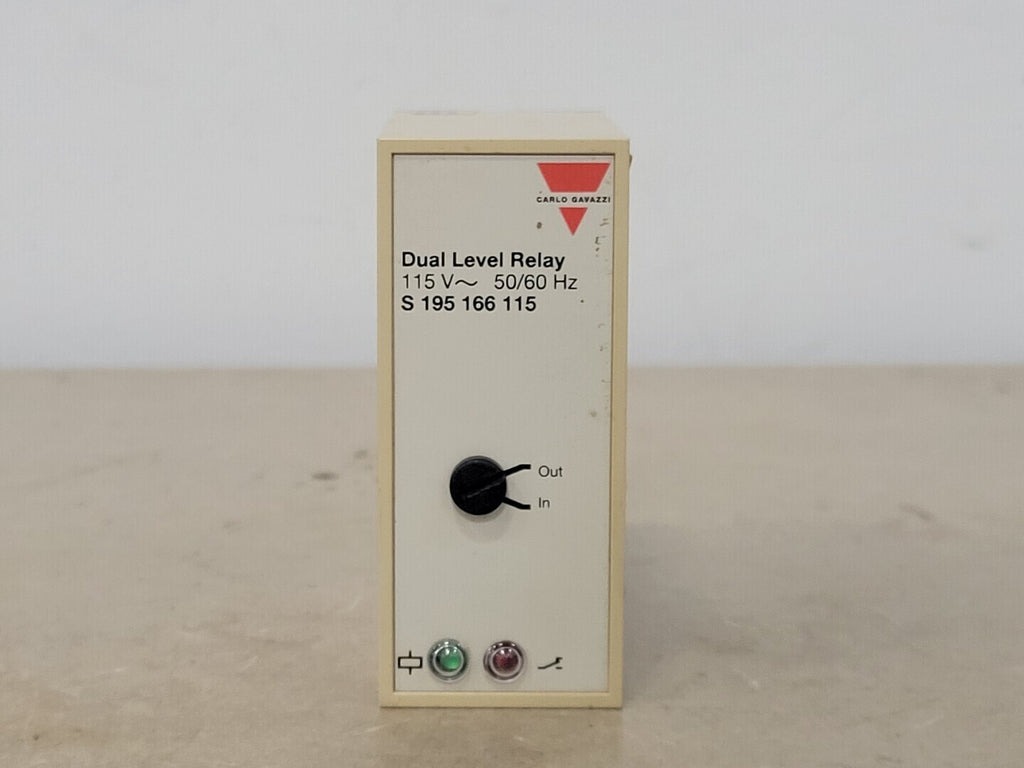 CARLO GAVAZZI
Dual Level Relay
115 V~ 50/60 Hz
S 195 166 115
Out
In